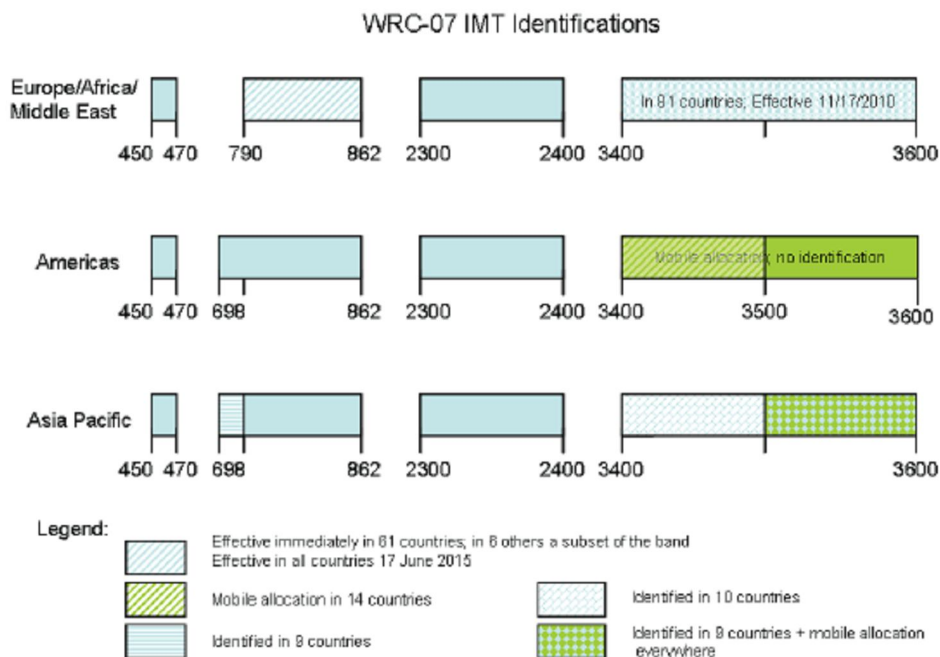 WRC-07 IMT Identifications
Europe/Africa/
Middle East
In 81 countries; Effective 11/17/2010
450 470 790 862 2300 2400 3400 3600
Americas
Mobile allocation; no identification
450 470 698 862 2300 2400 3400 3500 3600
Asia Pacific
450 470 698 862 2300 2400 3400 3600
Legend:
Effective immediately in 61 countries; in 6 others a subset of the band
Effective in all countries 17 June 2015
Mobile allocation in 14 countries
Identified in 10 countries
Identified in 9 countries
Identified in 9 countries + mobile allocation
everywhere